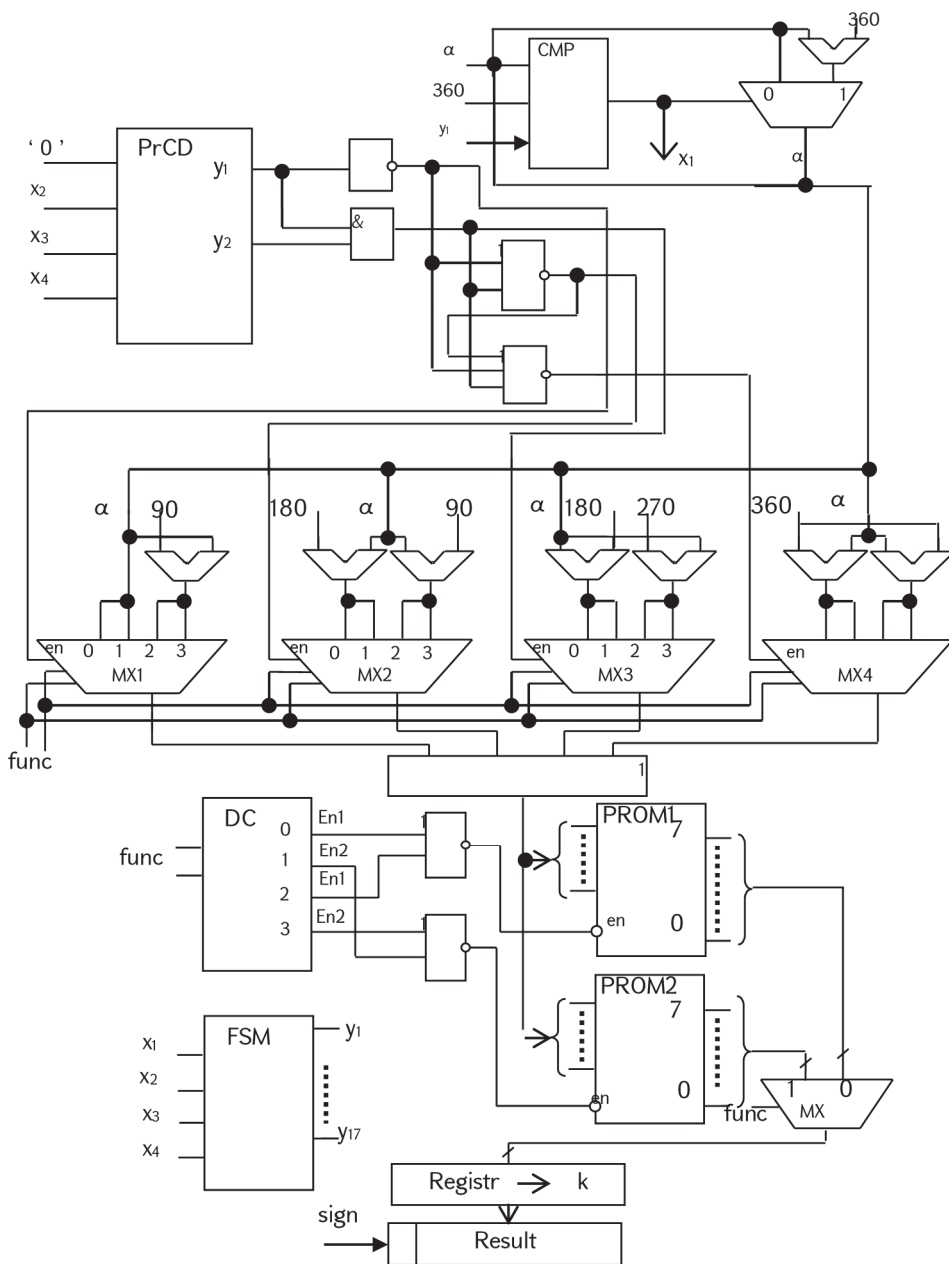 360
α
CMP
0 1
360
y₁
x₁
α
'0'
PrCD
y₁
x₂
&
x₃
y₂
x₄
1
1
α 90
180 α 90
α 180 270
360 α
en 0 1 2 3
MX1
en 0 1 2 3
MX2
en 0 1 2 3
MX3
en
MX4
func
1
DC
0 En1
1 En2
2 En1
3 En2
func
1
1
PROM1
7
en
0
PROM2
7
en
0
FSM
x₁
x₂
x₃
x₄
y₁
y₁₇
1 0
MX
func
Registr → k
sign
Result